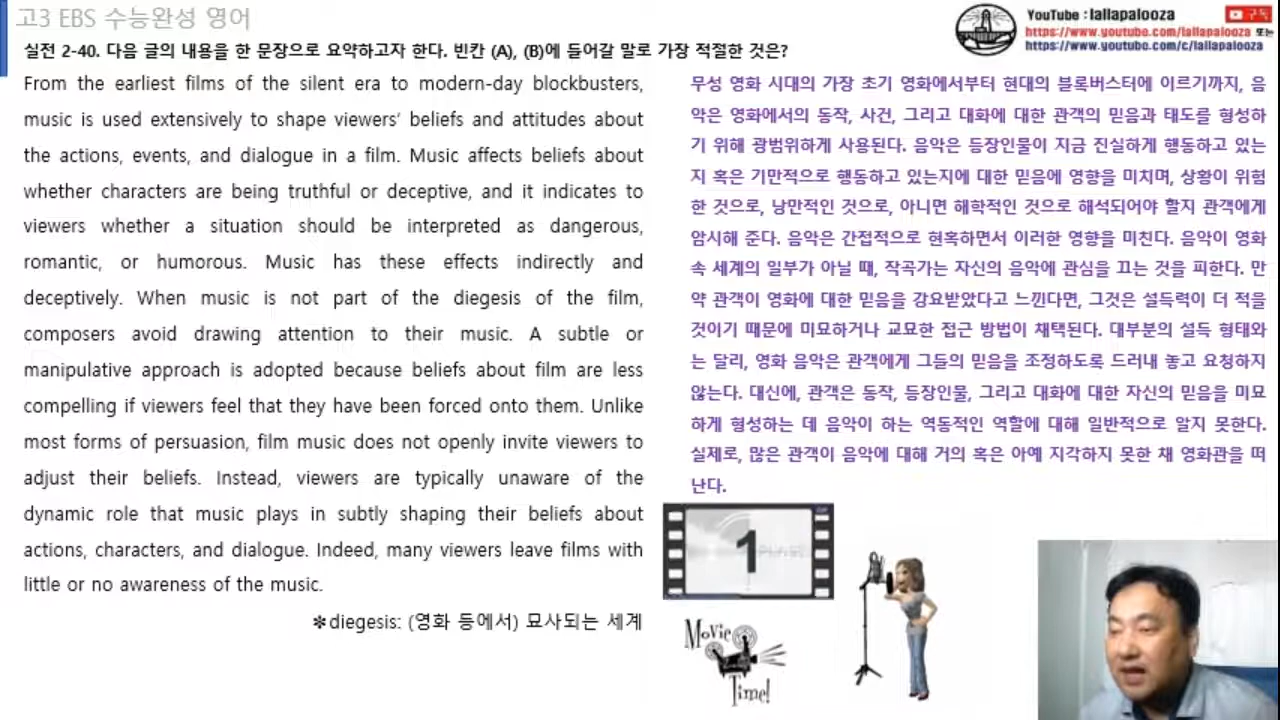 고3 EBS 수능완성 영어
YouTube : lallapalooza
구독
https://www.youtube.com/lallapalooza 또는
https://www.youtube.com/c/lallapalooza
실전 2-40. 다음 글의 내용을 한 문장으로 요약하고자 한다. 빈칸 (A), (B)에 들어갈 말로 가장 적절한 것은?
From the earliest films of the silent era to modern-day blockbusters,
music is used extensively to shape viewers’ beliefs and attitudes about
the actions, events, and dialogue in a film. Music affects beliefs about
whether characters are being truthful or deceptive, and it indicates to
viewers whether a situation should be interpreted as dangerous,
romantic, or humorous. Music has these effects indirectly and
deceptively. When music is not part of the diegesis of the film,
composers avoid drawing attention to their music. A subtle or
manipulative approach is adopted because beliefs about film are less
compelling if viewers feel that they have been forced onto them. Unlike
most forms of persuasion, film music does not openly invite viewers to
adjust their beliefs. Instead, viewers are typically unaware of the
dynamic role that music plays in subtly shaping their beliefs about
actions, characters, and dialogue. Indeed, many viewers leave films with
little or no awareness of the music.
✻diegesis: (영화 등에서) 묘사되는 세계
무성 영화 시대의 가장 초기 영화에서부터 현대의 블록버스터에 이르기까지, 음
악은 영화에서의 동작, 사건, 그리고 대화에 대한 관객의 믿음과 태도를 형성하
기 위해 광범위하게 사용된다. 음악은 등장인물이 지금 진실하게 행동하고 있는
지 혹은 기만적으로 행동하고 있는지에 대한 믿음에 영향을 미치며, 상황이 위험
한 것으로, 낭만적인 것으로, 아니면 해학적인 것으로 해석되어야 할지 관객에게
암시해 준다. 음악은 간접적으로 현혹하면서 이러한 영향을 미친다. 음악이 영화
속 세계의 일부가 아닐 때, 작곡가는 자신의 음악에 관심을 끄는 것을 피한다. 만
약 관객이 영화에 대한 믿음을 강요받았다고 느낀다면, 그것은 설득력이 더 적을
것이기 때문에 미묘하거나 교묘한 접근 방법이 채택된다. 대부분의 설득 형태와
는 달리, 영화 음악은 관객에게 그들의 믿음을 조정하도록 드러내 놓고 요청하지
않는다. 대신에, 관객은 동작, 등장인물, 그리고 대화에 대한 자신의 믿음을 미묘
하게 형성하는 데 음악이 하는 역동적인 역할에 대해 일반적으로 알지 못한다.
실제로, 많은 관객이 음악에 대해 거의 혹은 아예 지각하지 못한 채 영화관을 떠
난다.
1
Movie
Time!